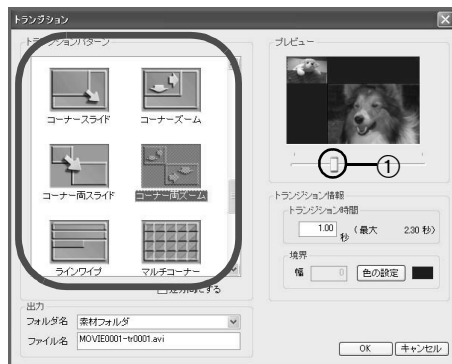 トランジション
トランジションパターン
コーナースライド
コーナーズーム
コーナー両スライド
コーナー両ズーム
ラインワイプ
マルチコーナー
逆方向にする
出力
フォルダ名 素材フォルダ
ファイル名 MOVIE0001-tr0001.avi
プレビュー
①
トランジション情報
トランジション時間
1.00 秒 (最大 2.30 秒)
境界
幅 0 色の設定
OK キャンセル